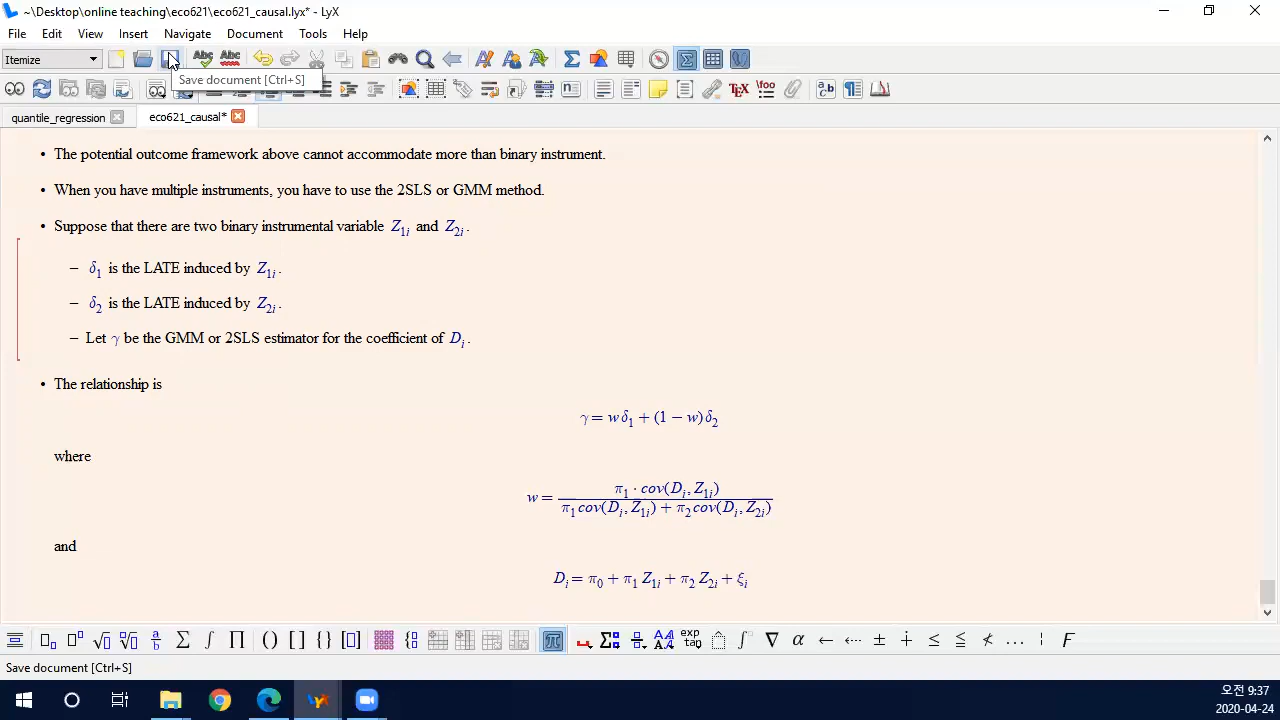 ~\Desktop\online teaching\eco621\eco621_causal.lyx* - LyX
File Edit View Insert Navigate Document Tools Help
Itemize
Save document [Ctrl+S]
quantile_regression eco621_causal*
• The potential outcome framework above cannot accommodate more than binary instrument.
• When you have multiple instruments, you have to use the 2SLS or GMM method.
• Suppose that there are two binary instrumental variable Z1i and Z2i.
– δ1 is the LATE induced by Z1i.
– δ2 is the LATE induced by Z2i.
– Let γ be the GMM or 2SLS estimator for the coefficient of Di.
• The relationship is
γ = w δ1 + (1 − w) δ2
where
w = π1 · cov(Di, Z1i) / π1 cov(Di, Z1i) + π2 cov(Di, Z2i)
and
Di = π0 + π1 Z1i + π2 Z2i + ξi
Save document [Ctrl+S]
오전 9:37
2020-04-24